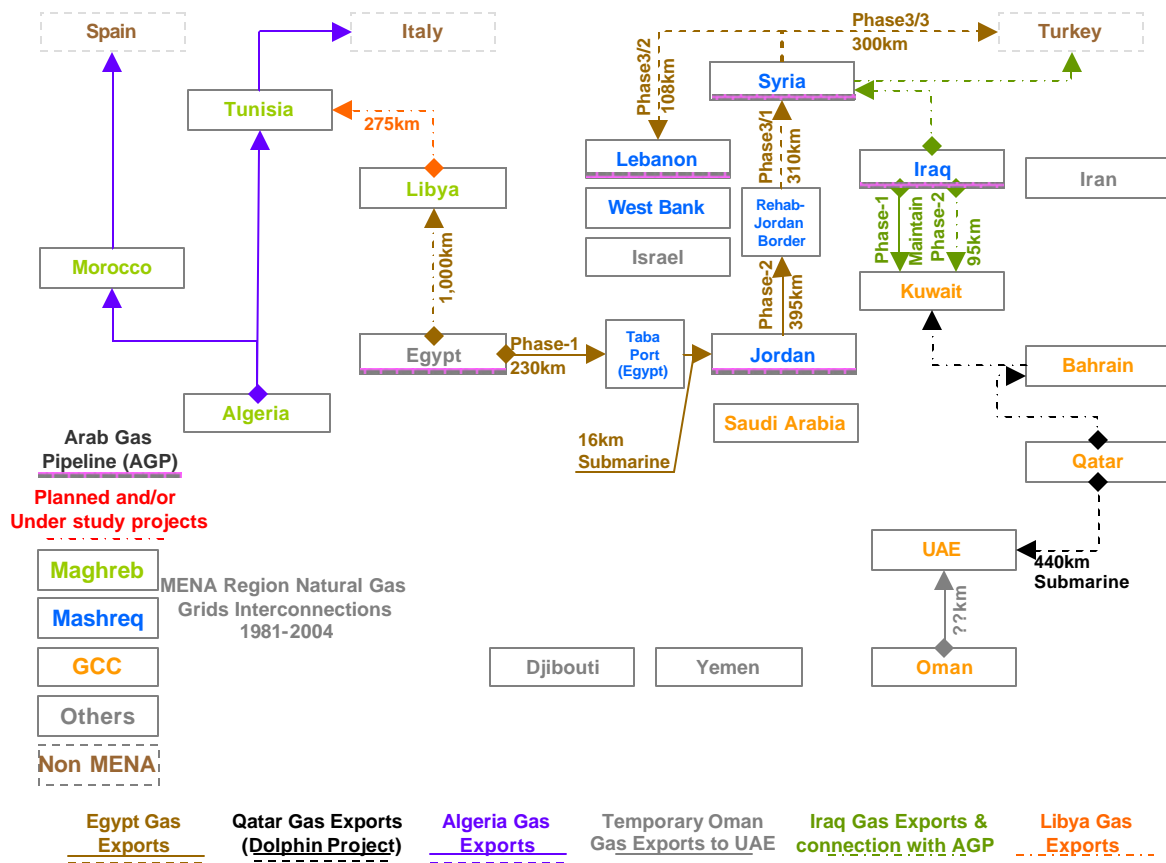 Spain
Italy
Phase3/3
300km
Turkey
Phase3/2
108km
Syria
Tunisia
275km
Phase3/1
310km
Lebanon
Iraq
Iran
Libya
West Bank
Rehab-
Jordan
Border
Phase-1
Maintain
Phase-2
95km
Israel
Morocco
1,000km
Kuwait
Phase-2
395km
Egypt
Phase-1
230km
Taba
Port
(Egypt)
Jordan
Bahrain
Algeria
Saudi Arabia
16km
Submarine
Qatar
Arab Gas
Pipeline (AGP)
Planned and/or
Under study projects
UAE
440km
Submarine
Maghreb
Mashreq
GCC
Others
Non MENA
MENA Region Natural Gas
Grids Interconnections
1981-2004
??km
Djibouti
Yemen
Oman
Egypt Gas
Exports
Qatar Gas Exports
(Dolphin Project)
Algeria Gas
Exports
Temporary Oman
Gas Exports to UAE
Iraq Gas Exports &
connection with AGP
Libya Gas
Exports